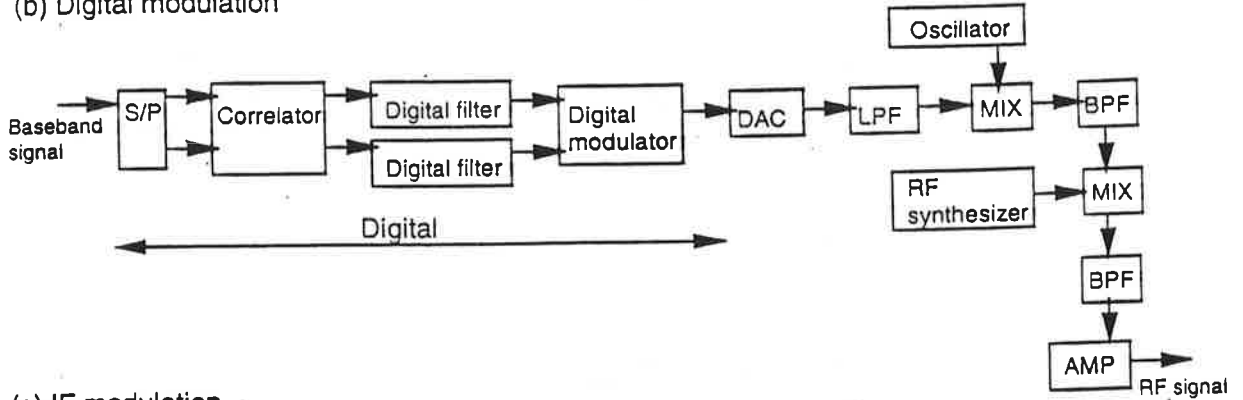 (b) Digital modulation
Oscillator
S/P
Correlator
Digital filter
Digital filter
Digital
modulator
DAC
LPF
MIX
BPF
Baseband
signal
RF
synthesizer
MIX
Digital
BPF
AMP
RF signal
IF modulation